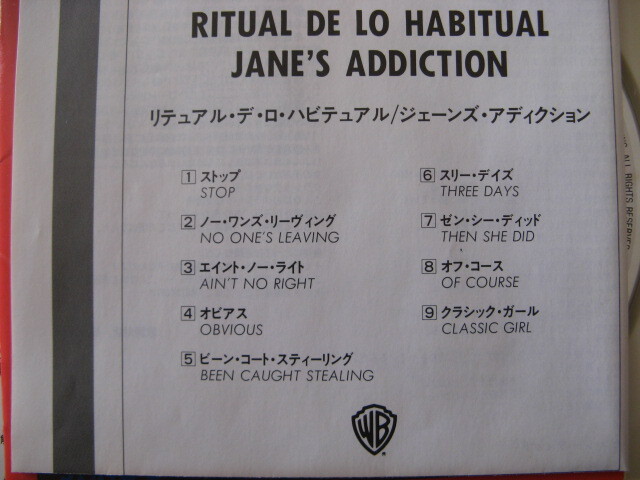 RITUAL DE LO HABITUAL
JANE'S ADDICTION
リテュアル・デ・ロ・ハビテュアル/ジェーンズ・アディクション
1 ストップ
STOP
2 ノー・ワンズ・リーヴィング
NO ONE'S LEAVING
3 エイント・ノー・ライト
AIN'T NO RIGHT
4 オビアス
OBVIOUS
5 ビーン・コート・スティーリング
BEEN CAUGHT STEALING
6 スリー・デイズ
THREE DAYS
7 ゼン・シー・ディッド
THEN SHE DID
8 オフ・コース
OF COURSE
9 クラシック・ガール
CLASSIC GIRL
WB
ALL RIGHTS